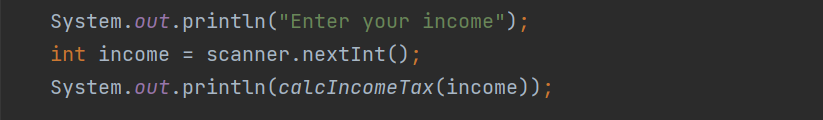 System.out.println("Enter your income");
int income = scanner.nextInt();
System.out.println(calcIncomeTax(income));